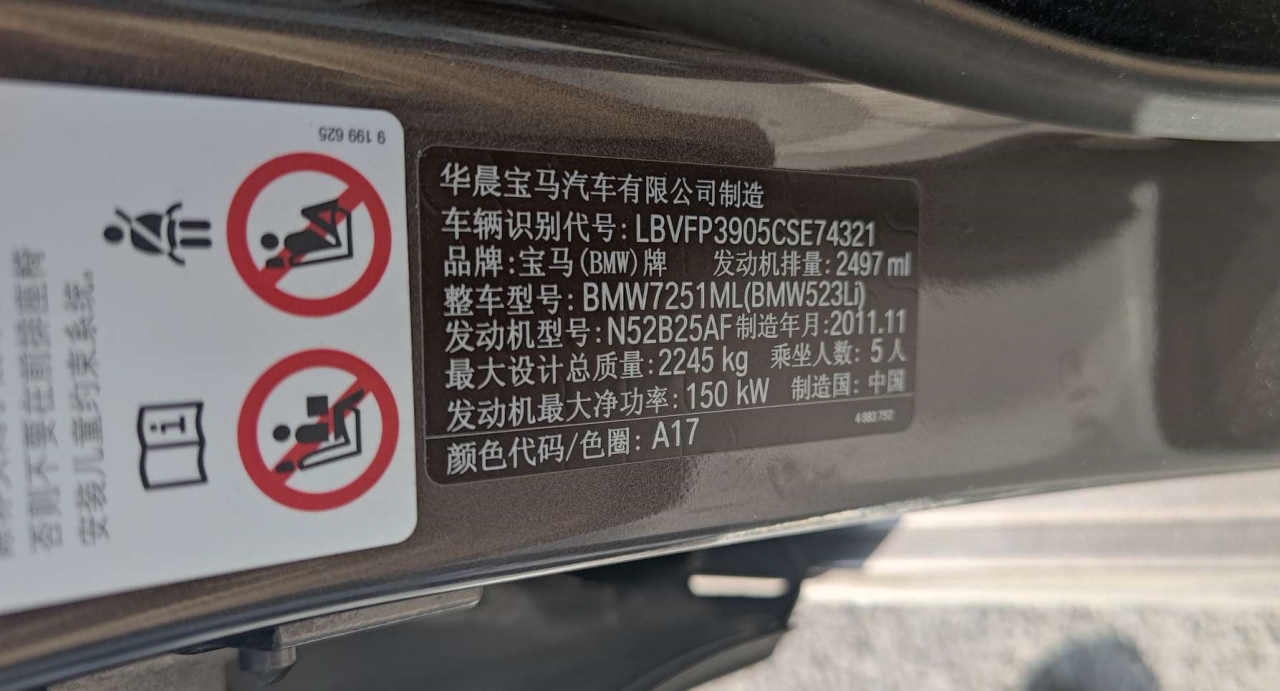 9 199 625
否则不要在前排座椅
安装儿童约束系统。
华晨宝马汽车有限公司制造
车辆识别代号: LBVFP3905CSE74321
品牌:宝马(BMW)牌 发动机排量:2497 ml
整车型号: BMW7251ML(BMW523Li)
发动机型号:N52B25AF 制造年月:2011.11
最大设计总质量:2245 kg 乘坐人数: 5人
发动机最大净功率:150 kW 制造国: 中国
4 883 752
颜色代码/色圈: A17